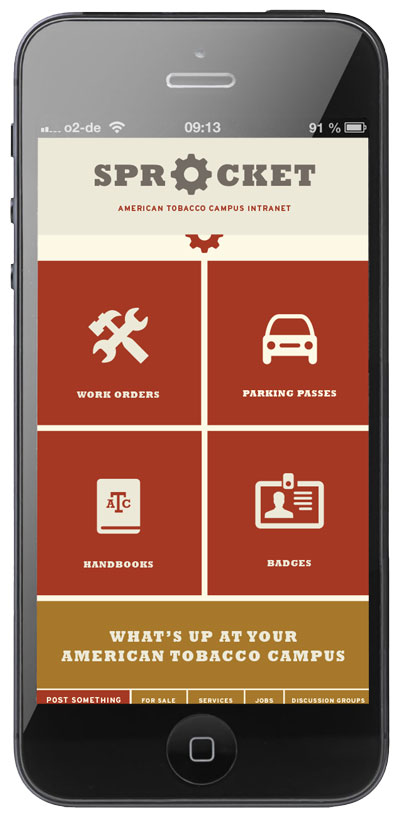 o2-de 09:13 91 %
SPROCKET
AMERICAN TOBACCO CAMPUS INTRANET
WORK ORDERS PARKING PASSES
ATC
HANDBOOKS BADGES
WHAT'S UP AT YOUR
AMERICAN TOBACCO CAMPUS
POST SOMETHING FOR SALE SERVICES JOBS DISCUSSION GROUPS